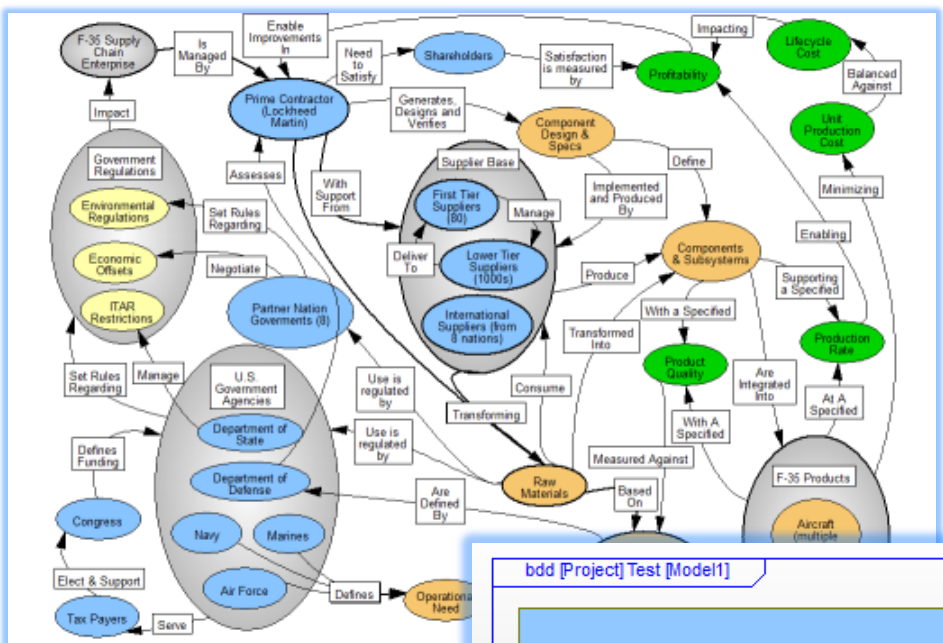 F-35 Supply
Chain
Enterprise
Is
Managed
By
Enable
Improvements
In
Need
to
Satisfy
Shareholders
Satisfaction
is measured
by
Profitability
Impacting
Lifecycle
Cost
Balanced
Against
Unit
Production
Cost
Minimizing
Prime Contractor
(Lockheed
Martin)
Generates,
Designs and
Verifies
Component
Design &
Specs
Define
Impact
Government
Regulations
Environmental
Regulations
Economic
Offsets
ITAR
Restrictions
Assesses
Set Rules
Regarding
Negotiate
With
Support
From
Supplier Base
First Tier
Suppliers
(80)
Manage
Deliver
To
Lower Tier
Suppliers
(1000s)
International
Suppliers (from
8 nations)
Implemented
and Produced
By
Produce
Components
& Subsystems
Enabling
Supporting
a Specified
With a Specified
Transformed
Into
Partner Nation
Goverments (8)
Production
Rate
Product
Quality
Are
Integrated
Into
At A
Specified
With A
Specified
Set Rules
Regarding
Manage
U.S.
Government
Agencies
Use is
regulated
by
Consume
Transforming
Department of
State
Use is
regulated
by
Measured Against
Defines
Funding
Department of
Defense
Raw
Materials
Based
On
F-35 Products
Are
Defined
By
Aircraft
(multiple
Congress
Navy
Marines
Elect & Support
Air Force
Defines
Operational
Need
Tax Payers
Serve
bdd [Project] Test [Model1]